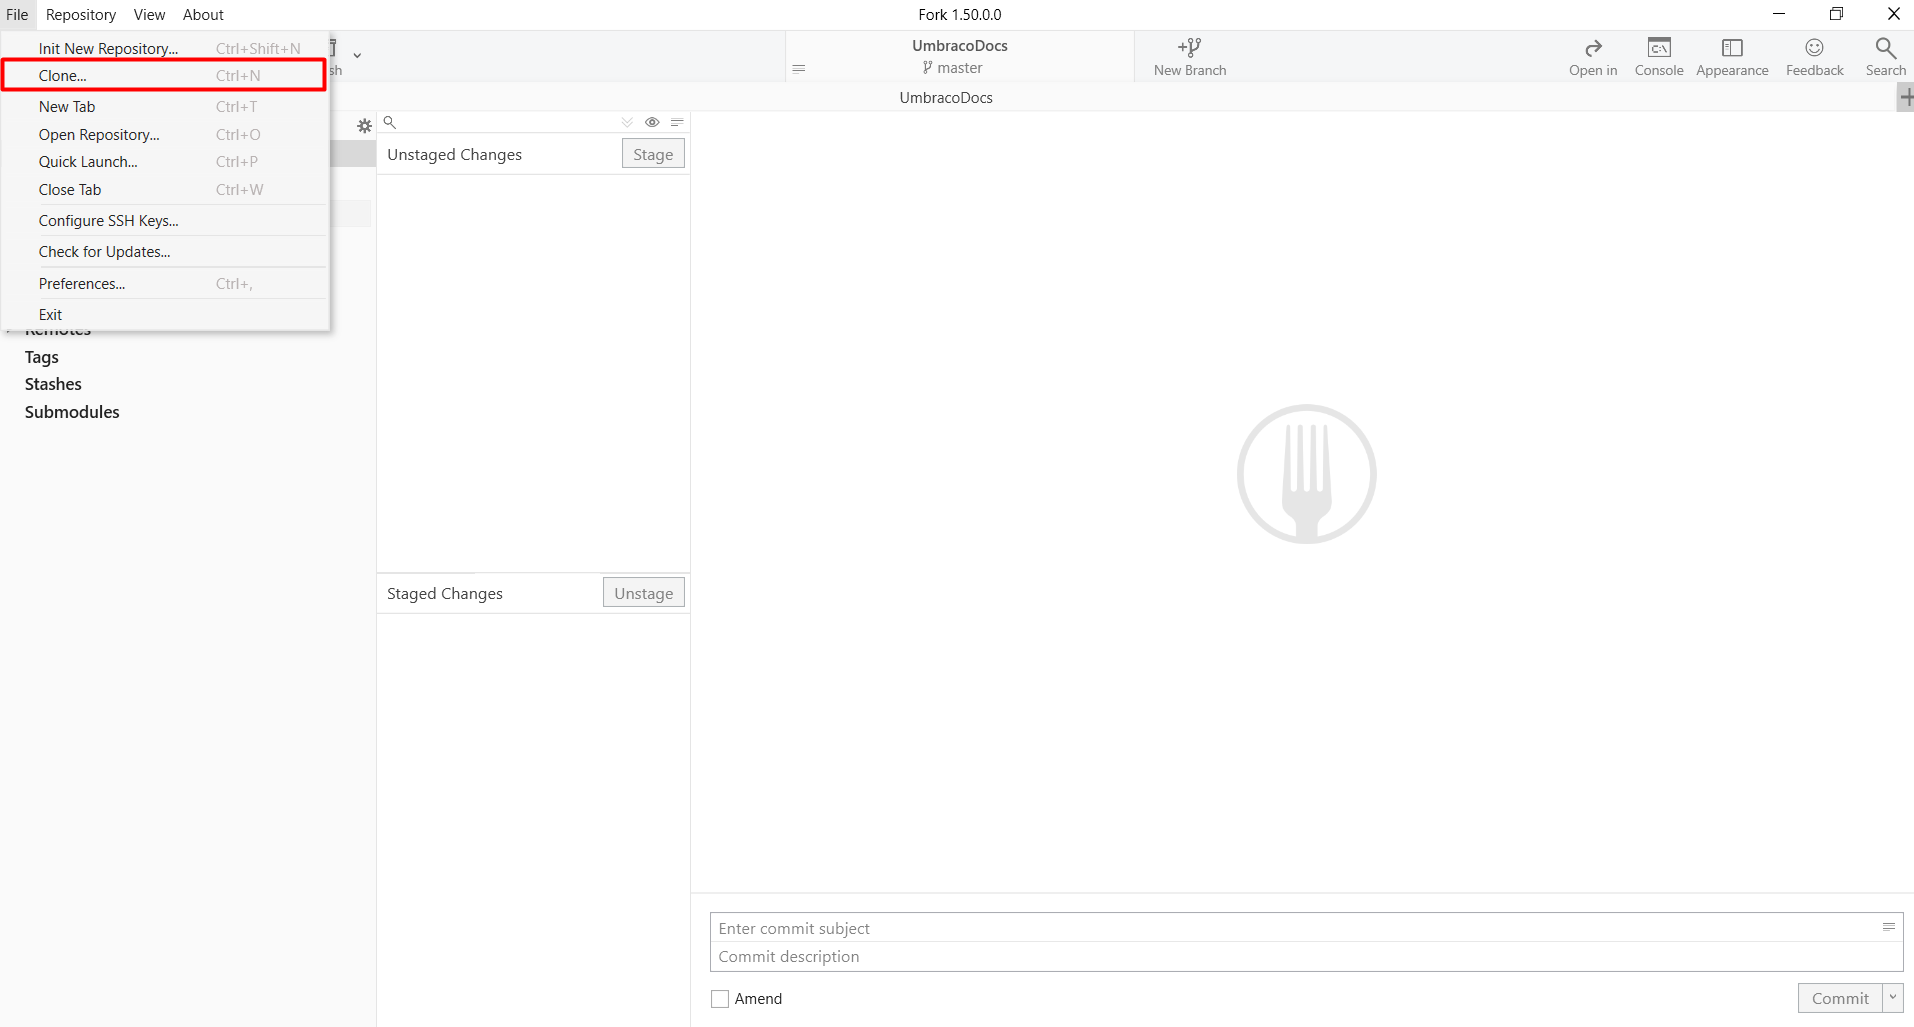 File Repository View About
Fork 1.50.0.0
Init New Repository... Ctrl+Shift+N
Clone... Ctrl+N
New Tab Ctrl+T
Open Repository... Ctrl+O
Quick Launch... Ctrl+P
Close Tab Ctrl+W
Configure SSH Keys...
Check for Updates...
Preferences... Ctrl+,
Exit
sh
UmbracoDocs
master
New Branch
Open in
C:\
Console
Appearance
Feedback
Search
UmbracoDocs
Remotes
Tags
Stashes
Submodules
Unstaged Changes Stage
Staged Changes Unstage
Enter commit subject
Commit description
Amend
Commit